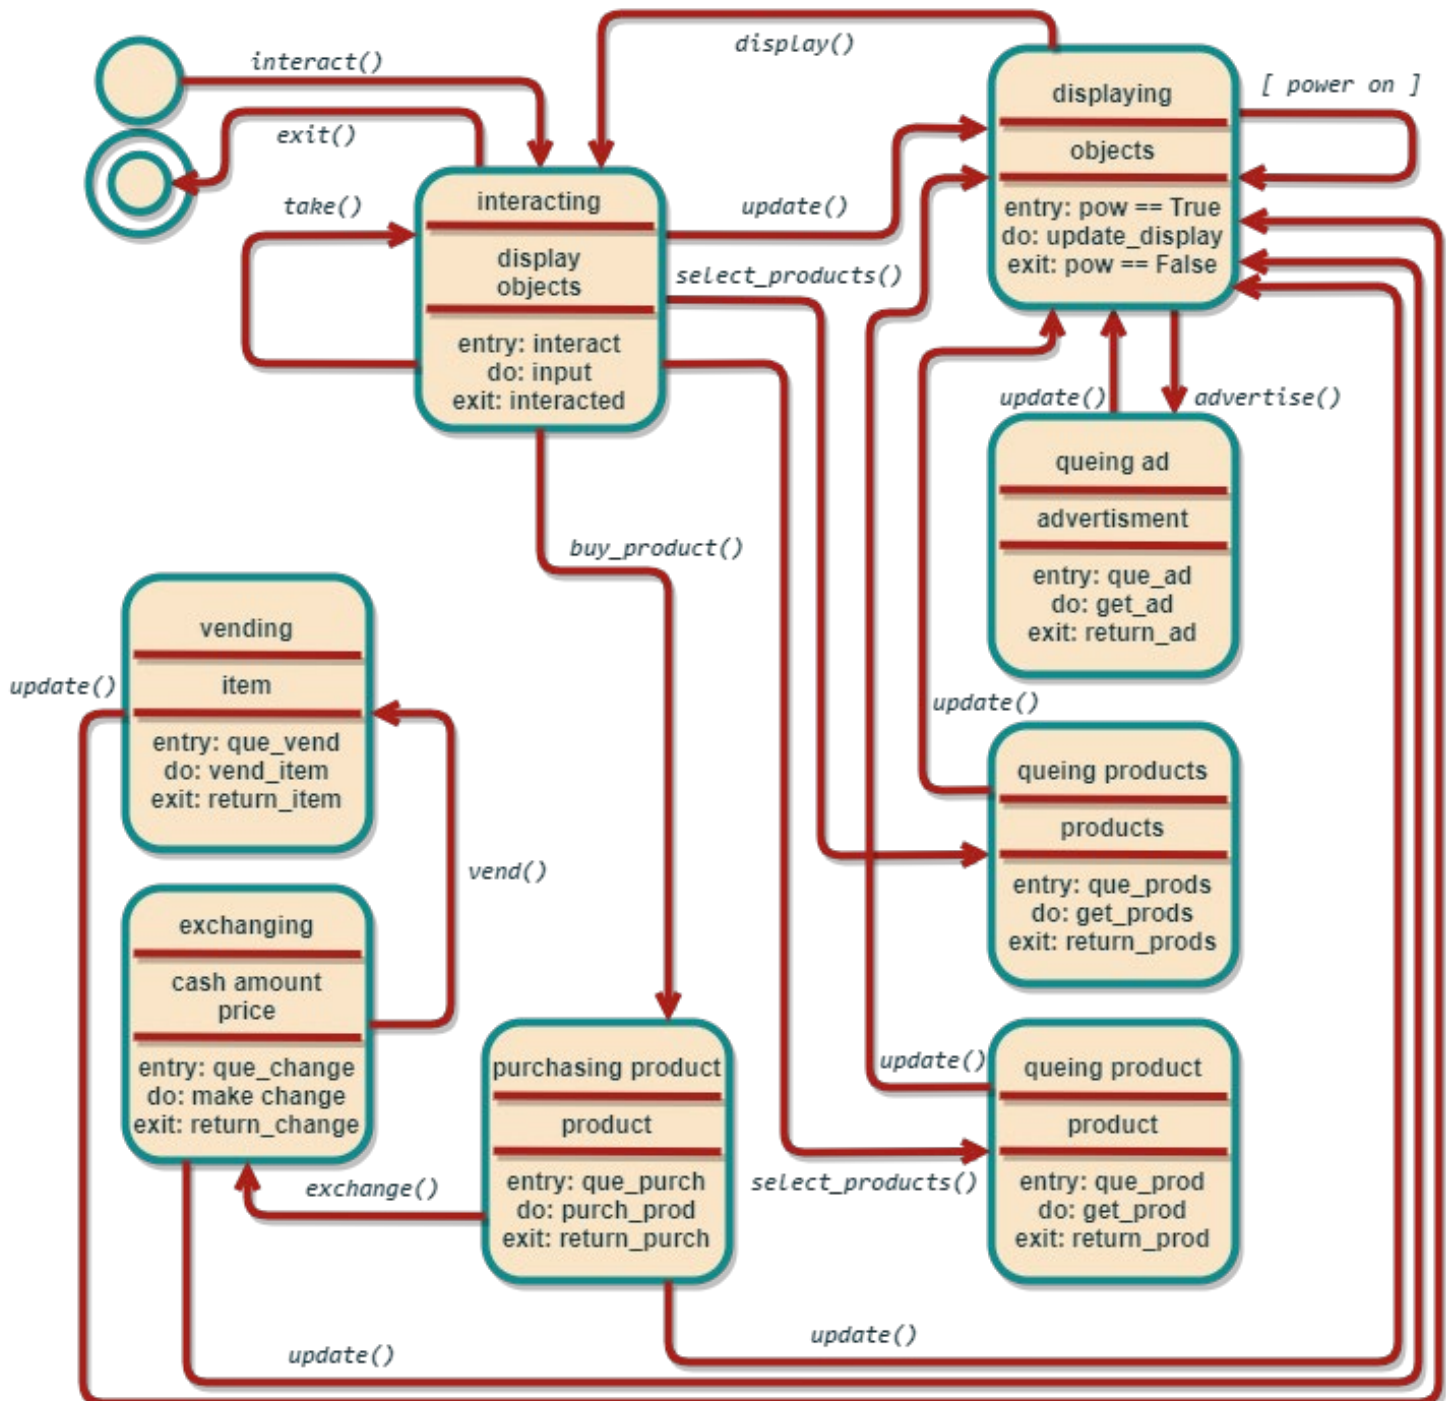 display()
interact()
[ power on ]
displaying
exit()
objects
interacting
take()
update()
entry: pow == True
do: update_display
exit: pow == False
display
objects
select_products()
entry: interact
do: input
exit: interacted
update()
advertise()
queing ad
advertisment
buy_product()
entry: que_ad
do: get_ad
exit: return_ad
vending
item
update()
update()
entry: que_vend
do: vend_item
exit: return_item
queing products
products
vend()
entry: que_prods
do: get_prods
exit: return_prods
exchanging
cash amount
price
entry: que_change
do: make change
exit: return_change
purchasing product
product
update()
queing product
product
exchange()
entry: que_purch
do: purch_prod
exit: return_purch
select_products()
entry: que_prod
do: get_prod
exit: return_prod
update()
update()